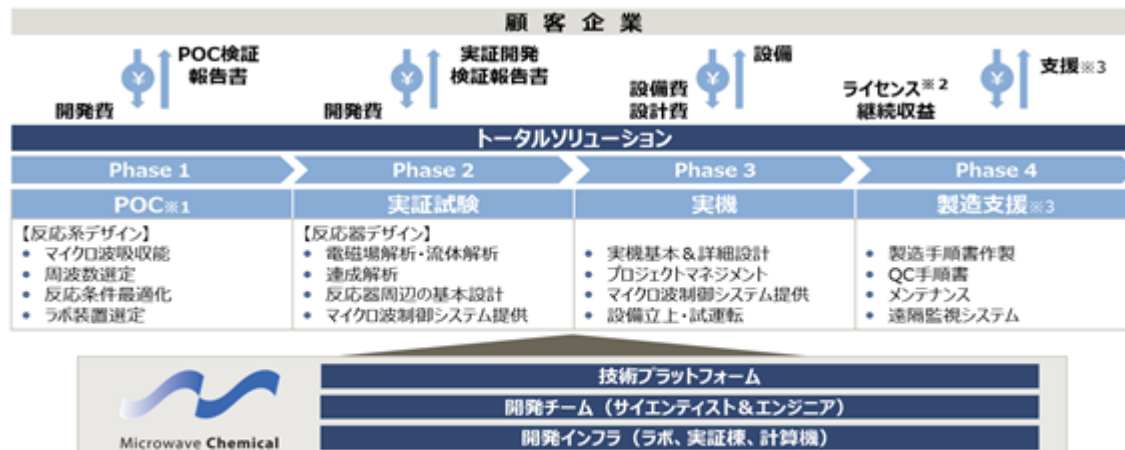 顧客企業
POC検証
報告書
開発費
¥
実証開発
検証報告書
開発費
¥
設備
設備費
設計費
¥
支援※3
ライセンス※2
継続収益
¥
トータルソリューション
Phase 1
Phase 2
Phase 3
Phase 4
POC※1
実証試験
実機
製造支援※3
【反応系デザイン】
• マイクロ波吸収能
• 周波数選定
• 反応条件最適化
• ラボ装置選定
【反応器デザイン】
• 電磁場解析・流体解析
• 連成解析
• 反応器周辺の基本設計
• マイクロ波制御システム提供
• 実機基本&詳細設計
• プロジェクトマネジメント
• マイクロ波制御システム提供
• 設備立上・試運転
• 製造手順書作製
• QC手順書
• メンテナンス
• 遠隔監視システム
Microwave Chemical
技術プラットフォーム
開発チーム（サイエンティスト&エンジニア）
開発インフラ（ラボ、実証棟、計算機）